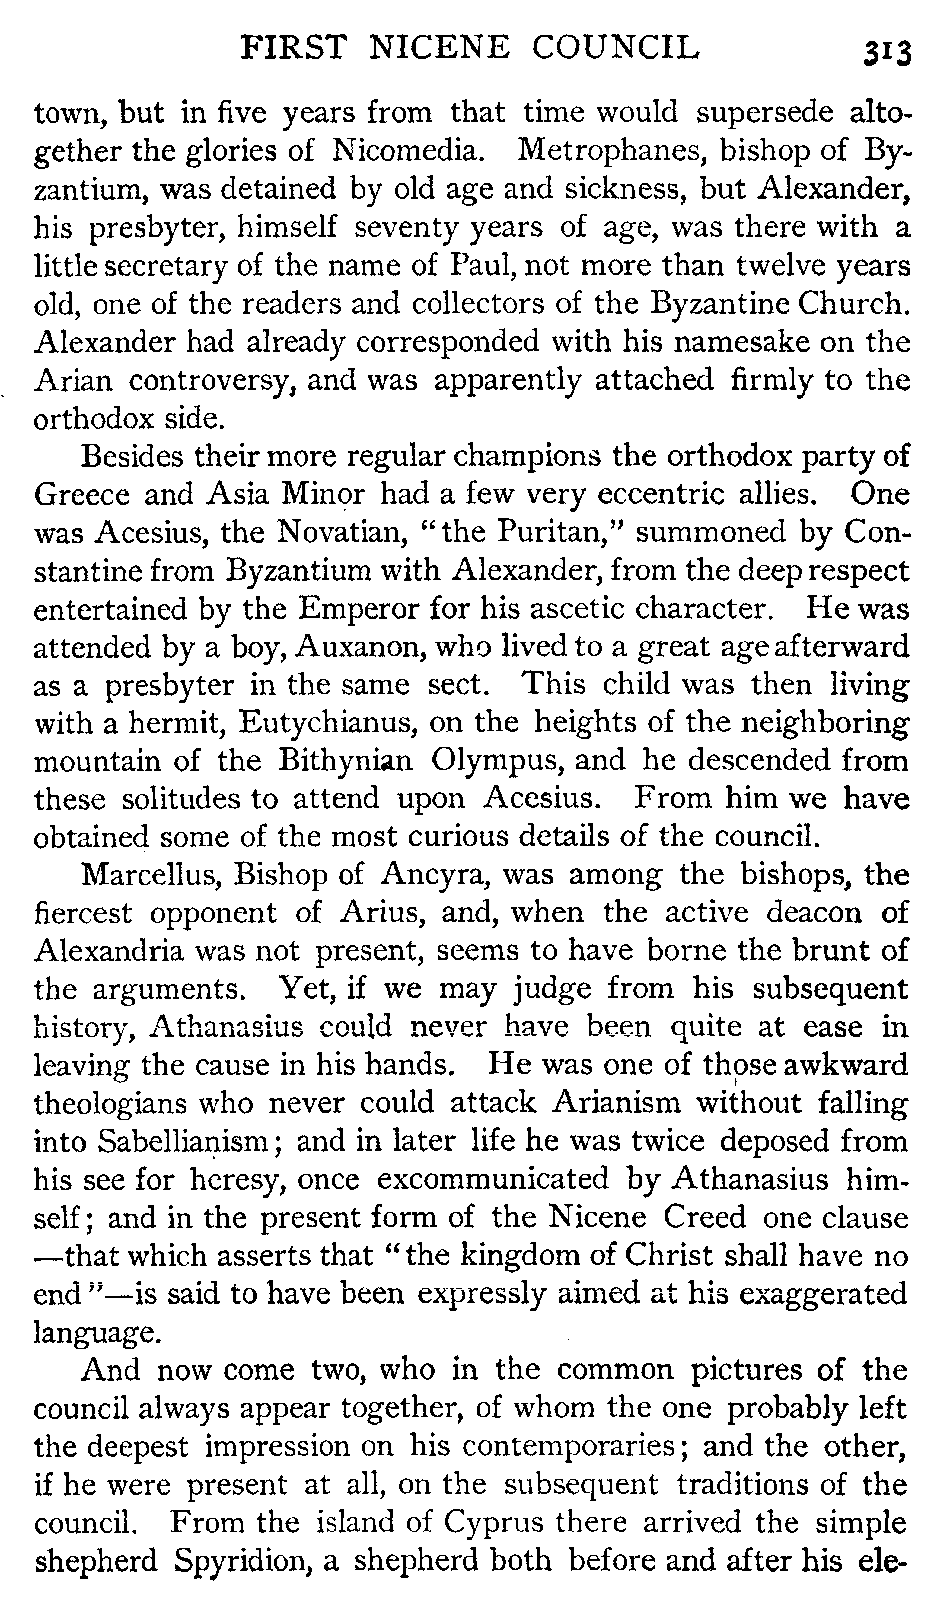 FIRST NICENE COUNCIL 313
town, but in five years from that time would supersede alto-
gether the glories of Nicomedia. Metrophanes, bishop of By-
zantium, was detained by old age and sickness, but Alexander,
his presbyter, himself seventy years of age, was there with a
little secretary of the name of Paul, not more than twelve years
old, one of the readers and collectors of the Byzantine Church.
Alexander had already corresponded with his namesake on the
Arian controversy, and was apparently attached firmly to the
orthodox side.
Besides their more regular champions the orthodox party of
Greece and Asia Minor had a few very eccentric allies. One
was Acesius, the Novatian, "the Puritan," summoned by Con-
stantine from Byzantium with Alexander, from the deep respect
entertained by the Emperor for his ascetic character. He was
attended by a boy, Auxanon, who lived to a great age afterward
as a presbyter in the same sect. This child was then living
with a hermit, Eutychianus, on the heights of the neighboring
mountain of the Bithynian Olympus, and he descended from
these solitudes to attend upon Acesius. From him we have
obtained some of the most curious details of the council.
Marcellus, Bishop of Ancyra, was among the bishops, the
fiercest opponent of Arius, and, when the active deacon of
Alexandria was not present, seems to have borne the brunt of
the arguments. Yet, if we may judge from his subsequent
history, Athanasius could never have been quite at ease in
leaving the cause in his hands. He was one of those awkward
theologians who never could attack Arianism without falling
into Sabellianism; and in later life he was twice deposed from
his see for heresy, once excommunicated by Athanasius him-
self; and in the present form of the Nicene Creed one clause
—that which asserts that "the kingdom of Christ shall have no
end"—is said to have been expressly aimed at his exaggerated
language.
And now come two, who in the common pictures of the
council always appear together, of whom the one probably left
the deepest impression on his contemporaries; and the other,
if he were present at all, on the subsequent traditions of the
council. From the island of Cyprus there arrived the simple
shepherd Spyridion, a shepherd both before and after his ele-